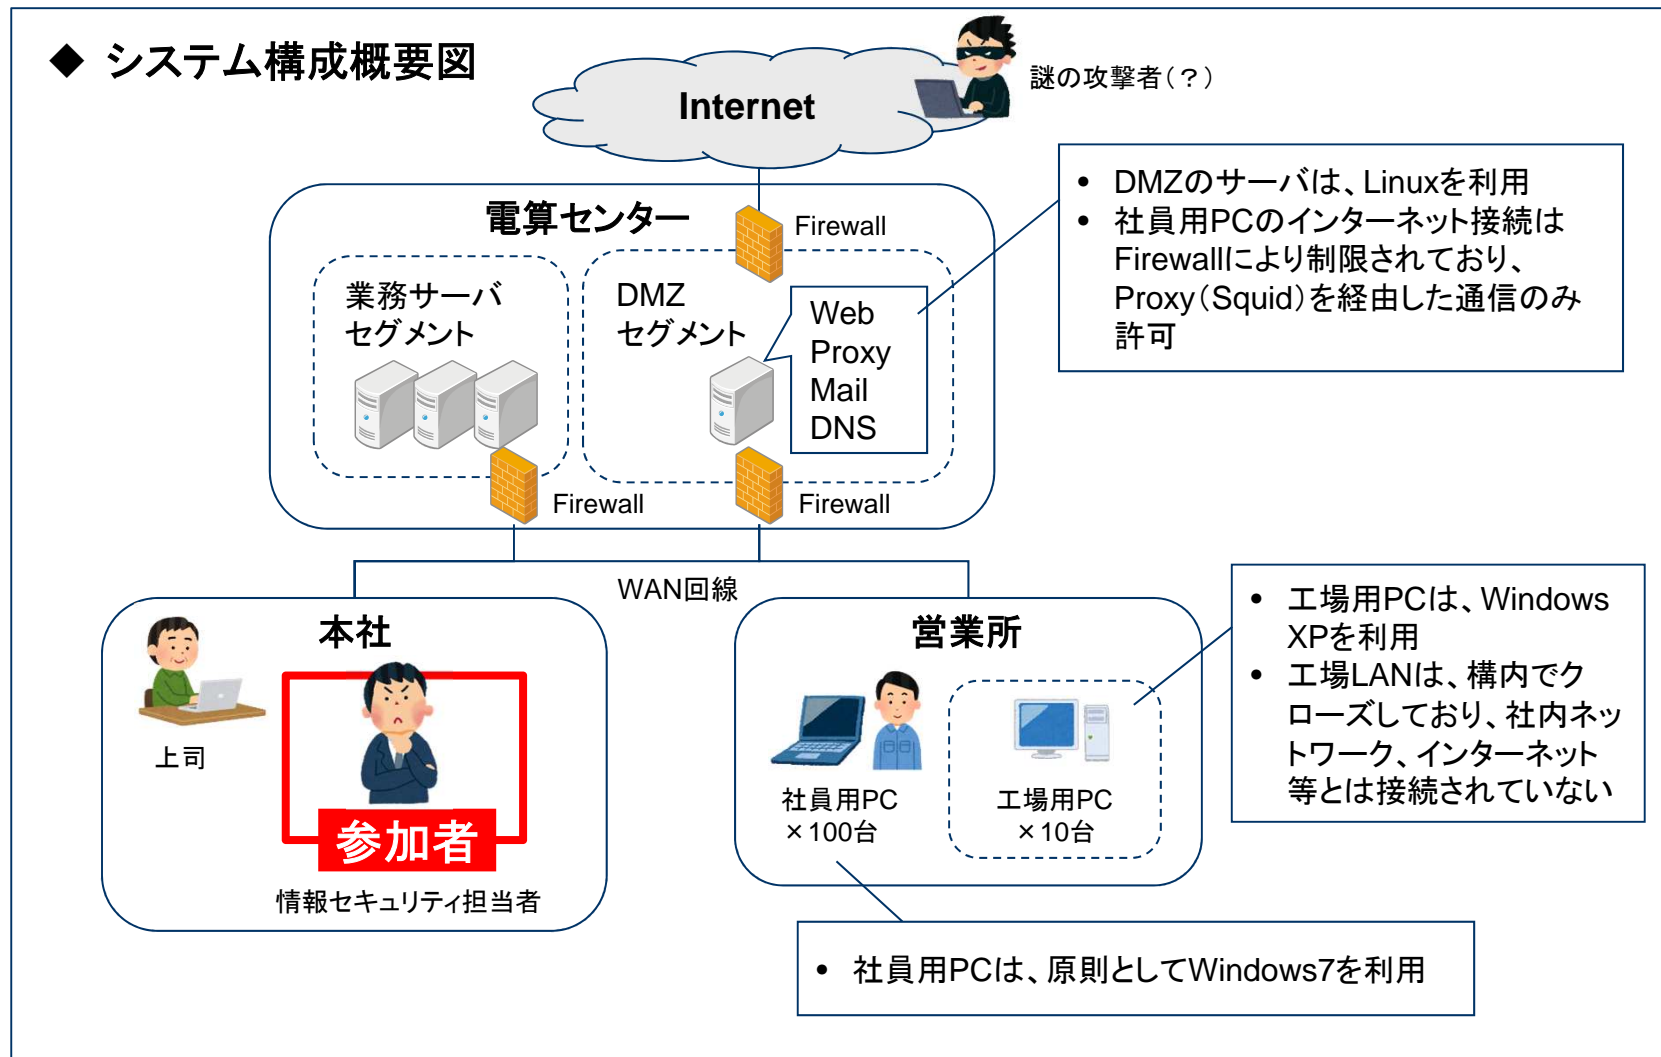 ◆ システム構成概要図
Internet
謎の攻撃者（？）
電算センター
Firewall
業務サーバ
セグメント
DMZ
セグメント
Web
Proxy
Mail
DNS
Firewall
Firewall
• DMZのサーバは、Linuxを利用
• 社員用PCのインターネット接続は
Firewallにより制限されており、
Proxy（Squid）を経由した通信のみ
許可
WAN回線
本社
上司
参加者
情報セキュリティ担当者
営業所
社員用PC
×100台
工場用PC
×10台
• 工場用PCは、Windows
XPを利用
• 工場LANは、構内でク
ローズしており、社内ネッ
トワーク、インターネット
等とは接続されていない
• 社員用PCは、原則としてWindows7を利用